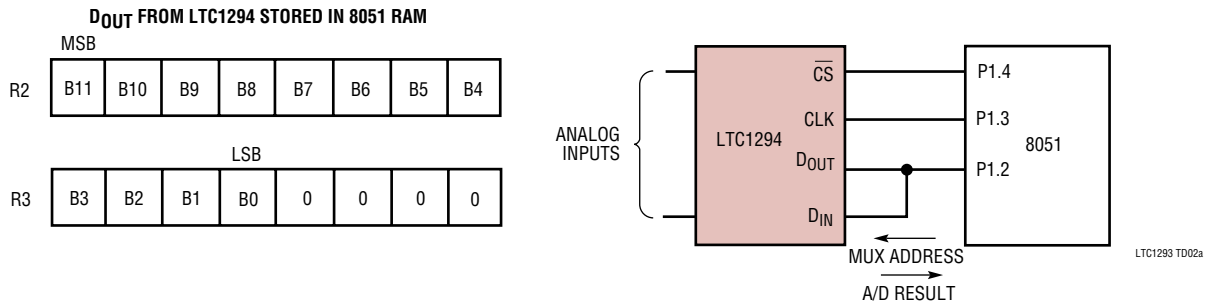 DOUT FROM LTC1294 STORED IN 8051 RAM
MSB
R2 B11 B10 B9 B8 B7 B6 B5 B4
LSB
R3 B3 B2 B1 B0 0 0 0 0
ANALOG
INPUTS
LTC1294
CS
CLK
DOUT
DIN
P1.4
P1.3
P1.2
8051
MUX ADDRESS
A/D RESULT
LTC1293 TD02a